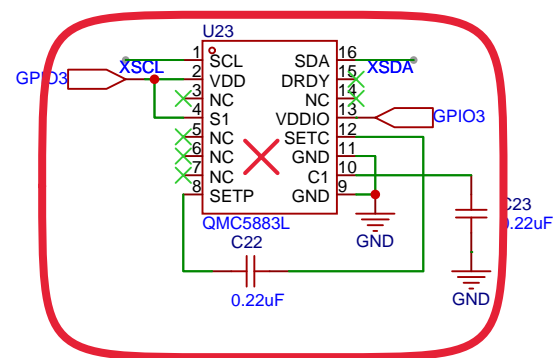 U23
1 SCL SDA 16
XSCL XSDA
GPIO3 2 VDD DRDY 15
3 NC NC 14
4 S1 VDDIO 13 GPIO3
5 NC SETC 12
6 NC GND 11
7 NC C1 10
8 SETP GND 9
QMC5883L
C23
0.22uF
C22
GND
0.22uF
GND